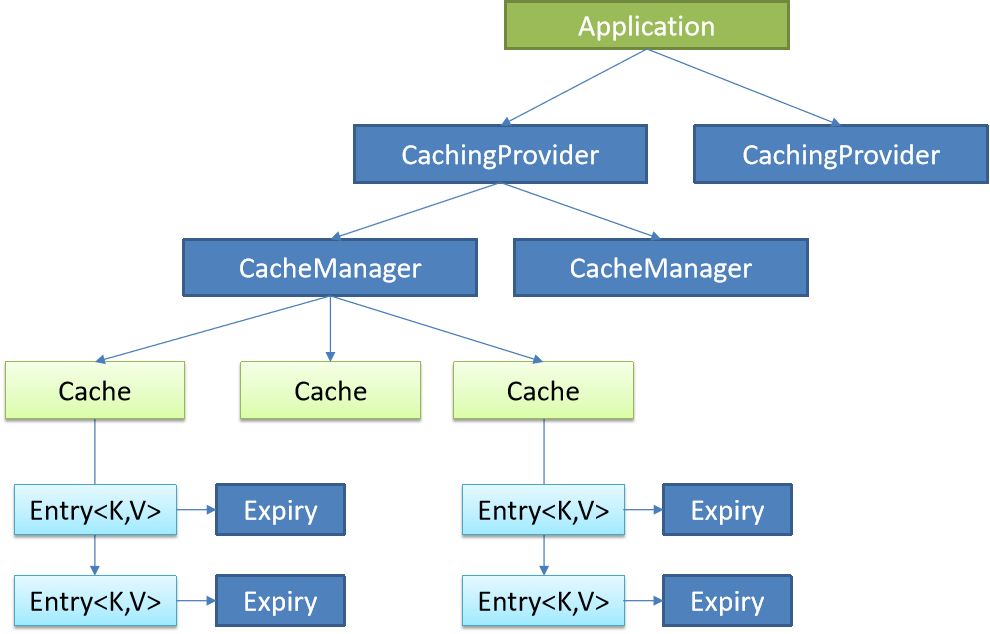 Application
CachingProvider
CachingProvider
CacheManager
CacheManager
Cache
Cache
Cache
Entry<K,V>
Expiry
Entry<K,V>
Expiry
Entry<K,V>
Expiry
Entry<K,V>
Expiry